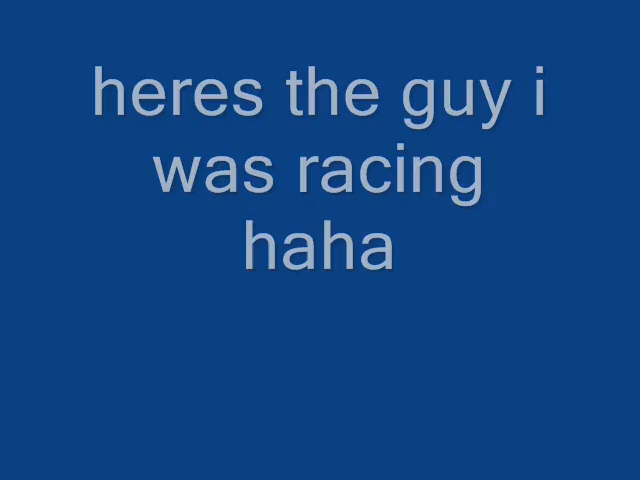 heres the guy i
was racing
haha